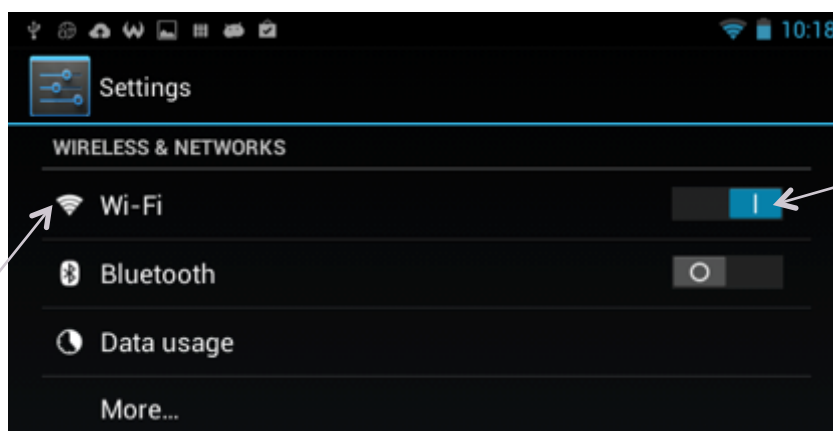 10:18
Settings
WIRELESS & NETWORKS
Wi-Fi
Bluetooth
Data usage
More...